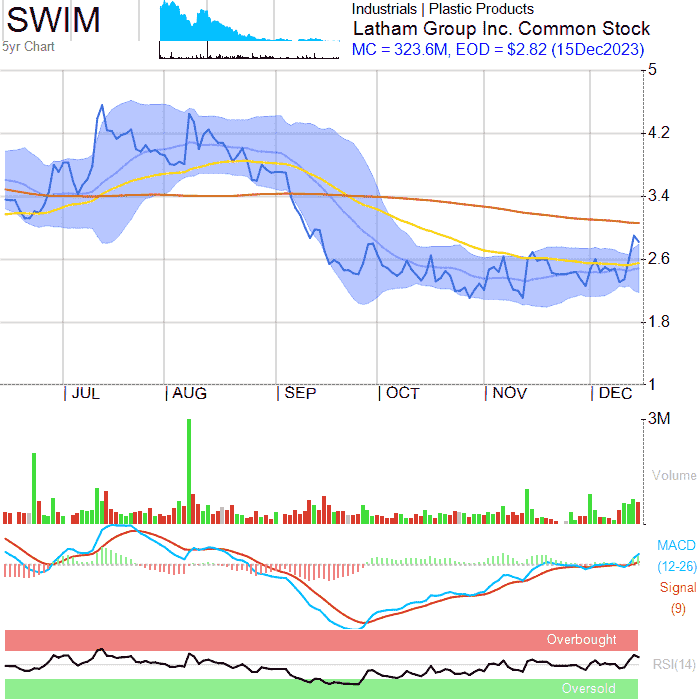 SWIM
5yr Chart
Industrials | Plastic Products
Latham Group Inc. Common Stock
MC = 323.6M, EOD = $2.82 (15Dec2023)
5
4.2
3.4
2.6
1.8
1
JUL
AUG
SEP
OCT
NOV
DEC
3M
Volume
MACD
(12-26)
Signal
(9)
Overbought
RSI(14)
Oversold